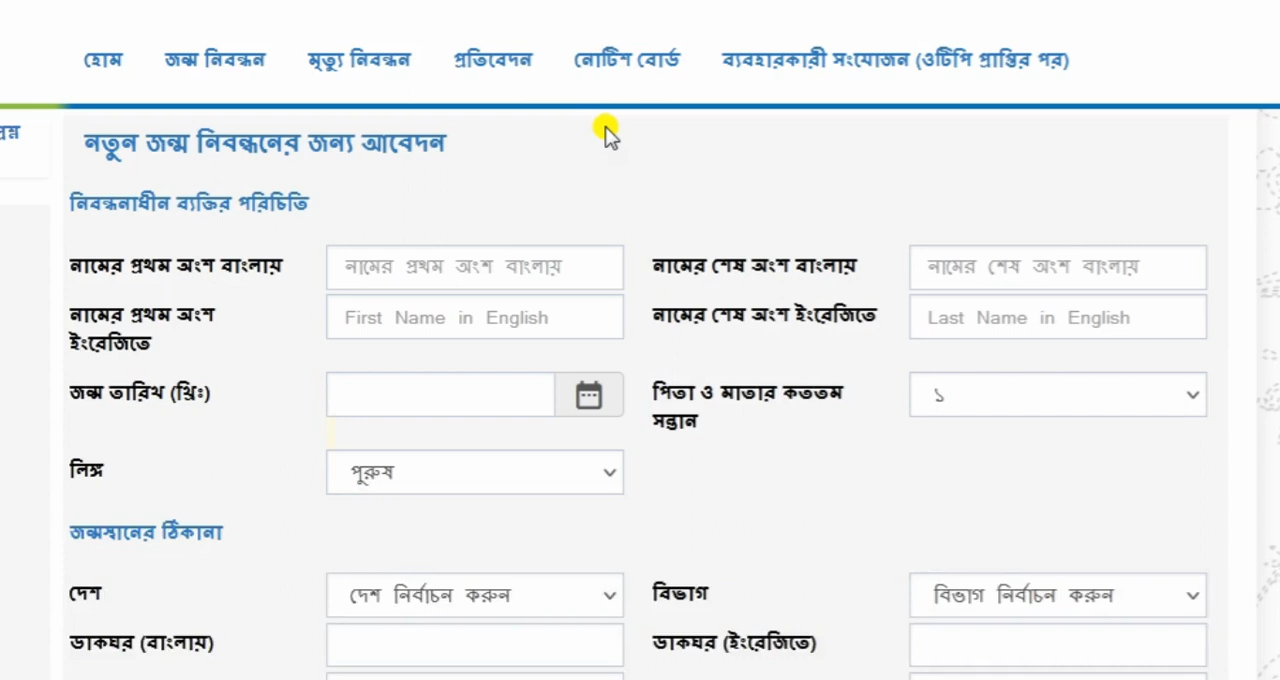 হোম জন্ম নিবন্ধন মৃত্যু নিবন্ধন প্রতিবেদন নোটিশ বোর্ড ব্যবহারকারী সংযোজন (ওটিপি প্রাপ্তির পর)
নতুন জন্ম নিবন্ধনের জন্য আবেদন
নিবন্ধনাধীন ব্যক্তির পরিচিতি
নামের প্রথম অংশ বাংলায় নামের প্রথম অংশ বাংলায় নামের শেষ অংশ বাংলায় নামের শেষ অংশ বাংলায়
নামের প্রথম অংশ
ইংরেজিতে
First Name in English
নামের শেষ অংশ ইংরেজিতে Last Name in English
জন্ম তারিখ (খ্রিঃ)
পিতা ও মাতার কততম
সন্তান
১
লিঙ্গ পুরুষ
জন্মস্থানের ঠিকানা
দেশ দেশ নির্বাচন করুন বিভাগ বিভাগ নির্বাচন করুন
ডাকঘর (বাংলায়) ডাকঘর (ইংরেজিতে)